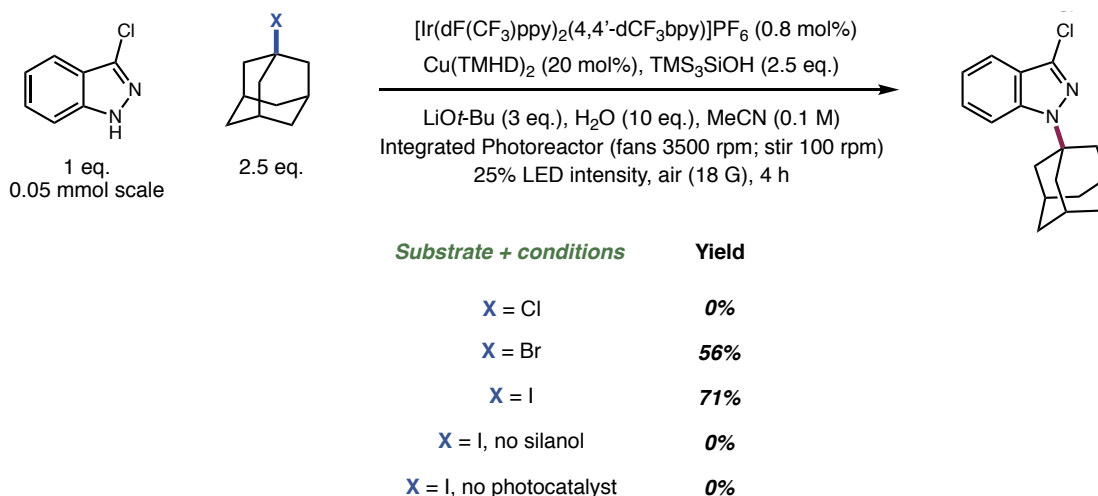 Cl
N
N
H
1 eq.
0.05 mmol scale
X
2.5 eq.
[Ir(dF(CF₃)ppy)₂(4,4'-dCF₃bpy)]PF₆ (0.8 mol%)
Cu(TMHD)₂ (20 mol%), TMS₃SiOH (2.5 eq.)
LiOt-Bu (3 eq.), H₂O (10 eq.), MeCN (0.1 M)
Integrated Photoreactor (fans 3500 rpm; stir 100 rpm)
25% LED intensity, air (18 G), 4 h
Cl
Cl
N
N
Substrate + conditions Yield
X = Cl 0%
X = Br 56%
X = I 71%
X = I, no silanol 0%
X = I, no photocatalyst 0%